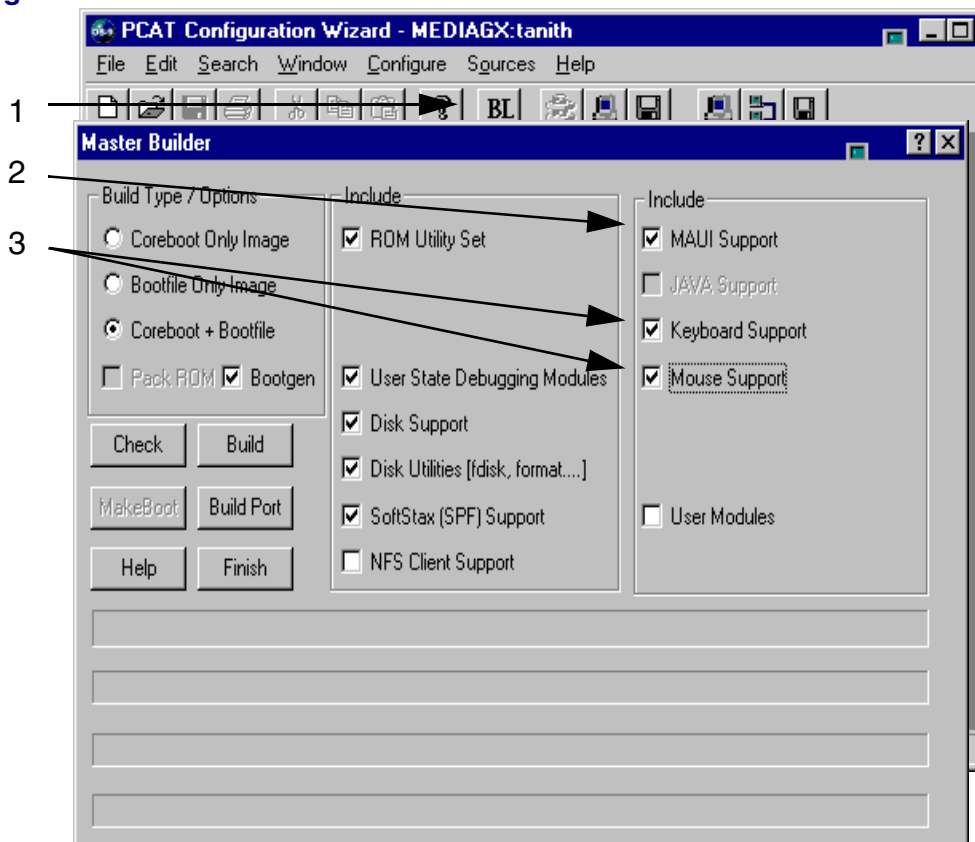 g
PCAT Configuration Wizard - MEDIAGX:tanith
File Edit Search Window Configure Sources Help
1
BL
Master Builder
2
3
Build Type / Options
Coreboot Only Image
Bootfile Only Image
Coreboot + Bootfile
Pack ROM Bootgen
Check Build
MakeBoot Build Port
Help Finish
Include
ROM Utility Set
User State Debugging Modules
Disk Support
Disk Utilities [fdisk, format....]
SoftStax (SPF) Support
NFS Client Support
Include
MAUI Support
JAVA Support
Keyboard Support
Mouse Support
User Modules